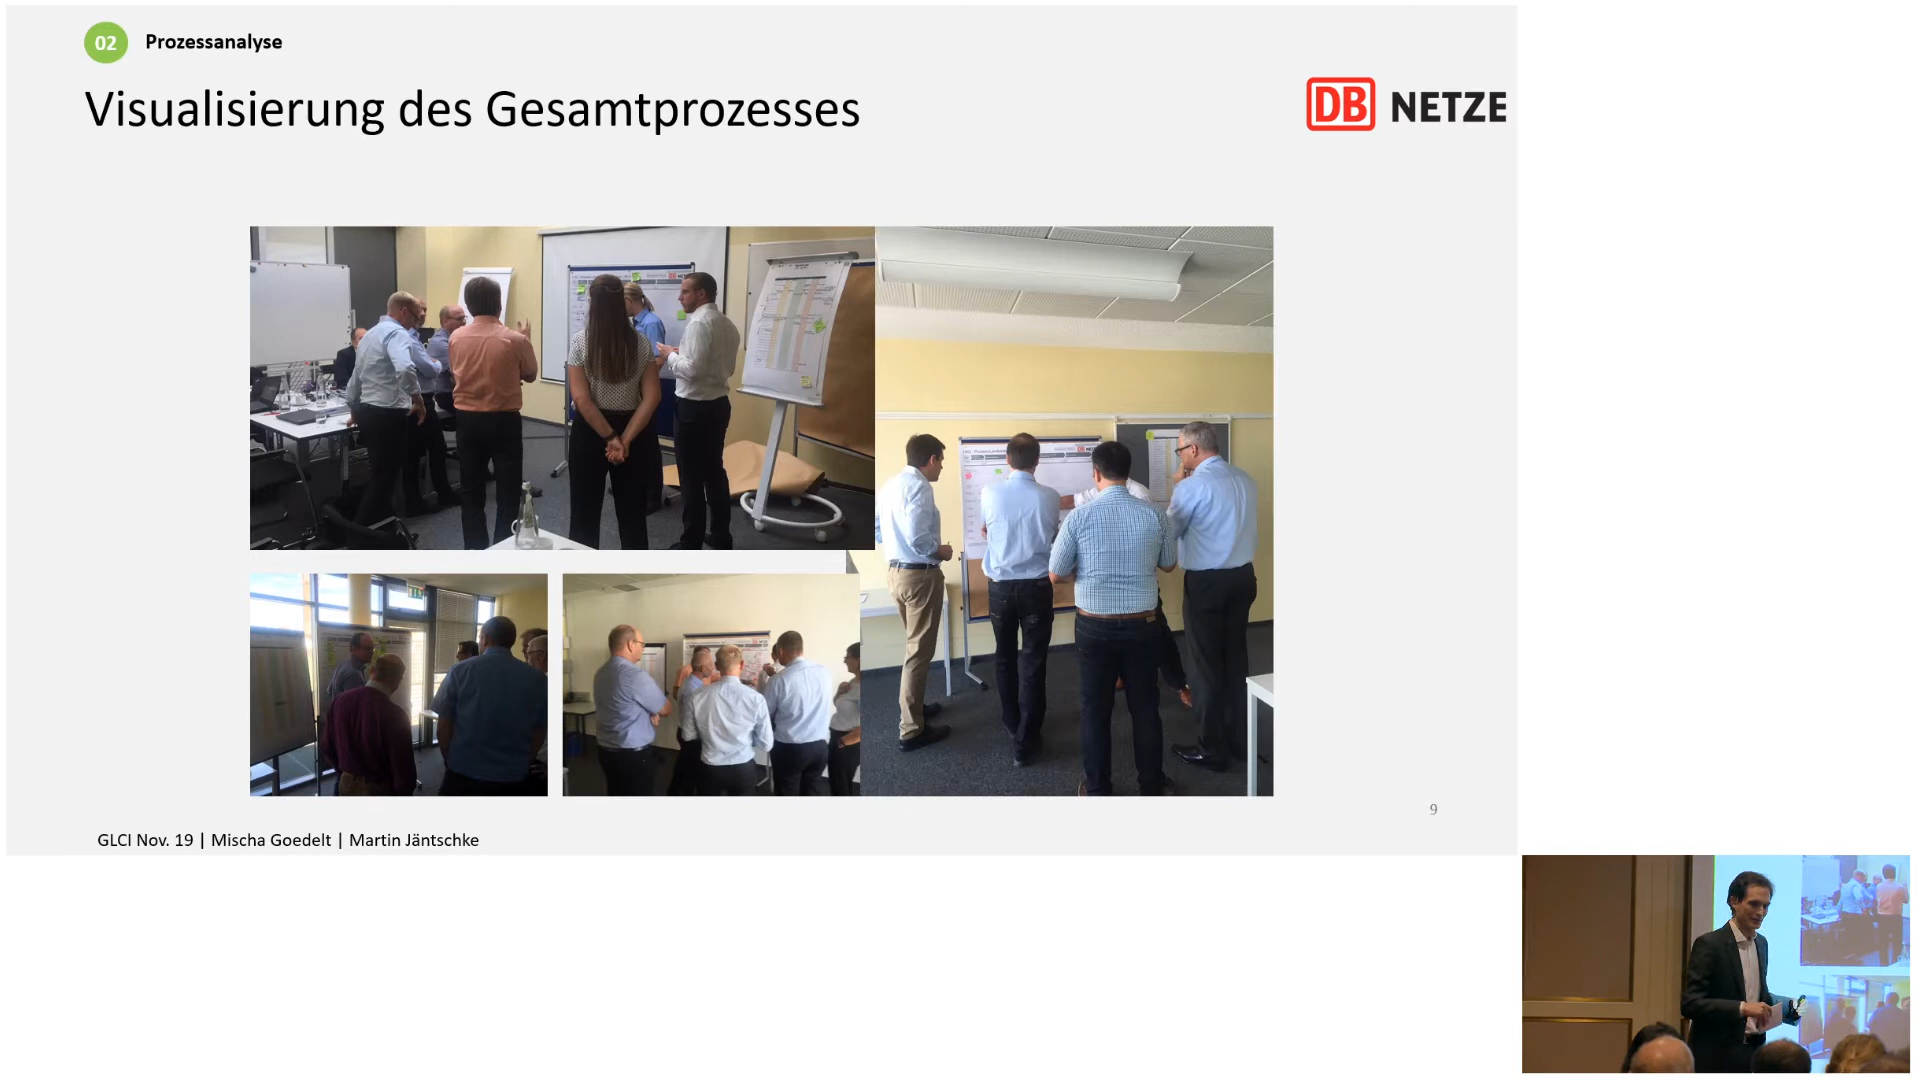 02 Prozessanalyse
Visualisierung des Gesamtprozesses
DB NETZE
9
GLCI Nov. 19 | Mischa Goedelt | Martin Jäntschke